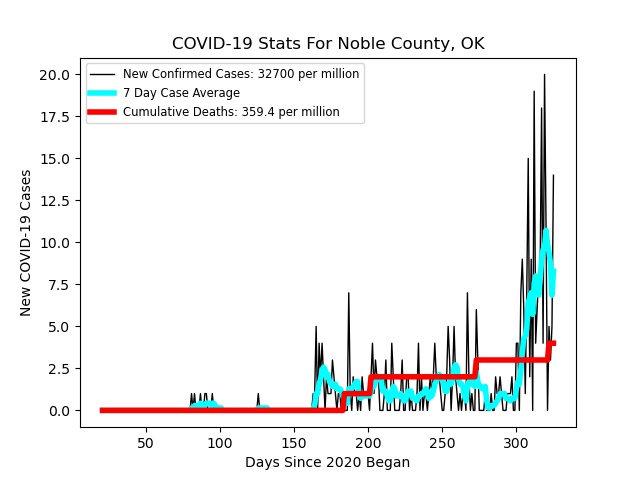 COVID-19 Stats For Noble County, OK
New Confirmed Cases: 32700 per million
7 Day Case Average
Cumulative Deaths: 359.4 per million
New COVID-19 Cases
20.0
17.5
15.0
12.5
10.0
7.5
5.0
2.5
0.0
50 100 150 200 250 300
Days Since 2020 Began